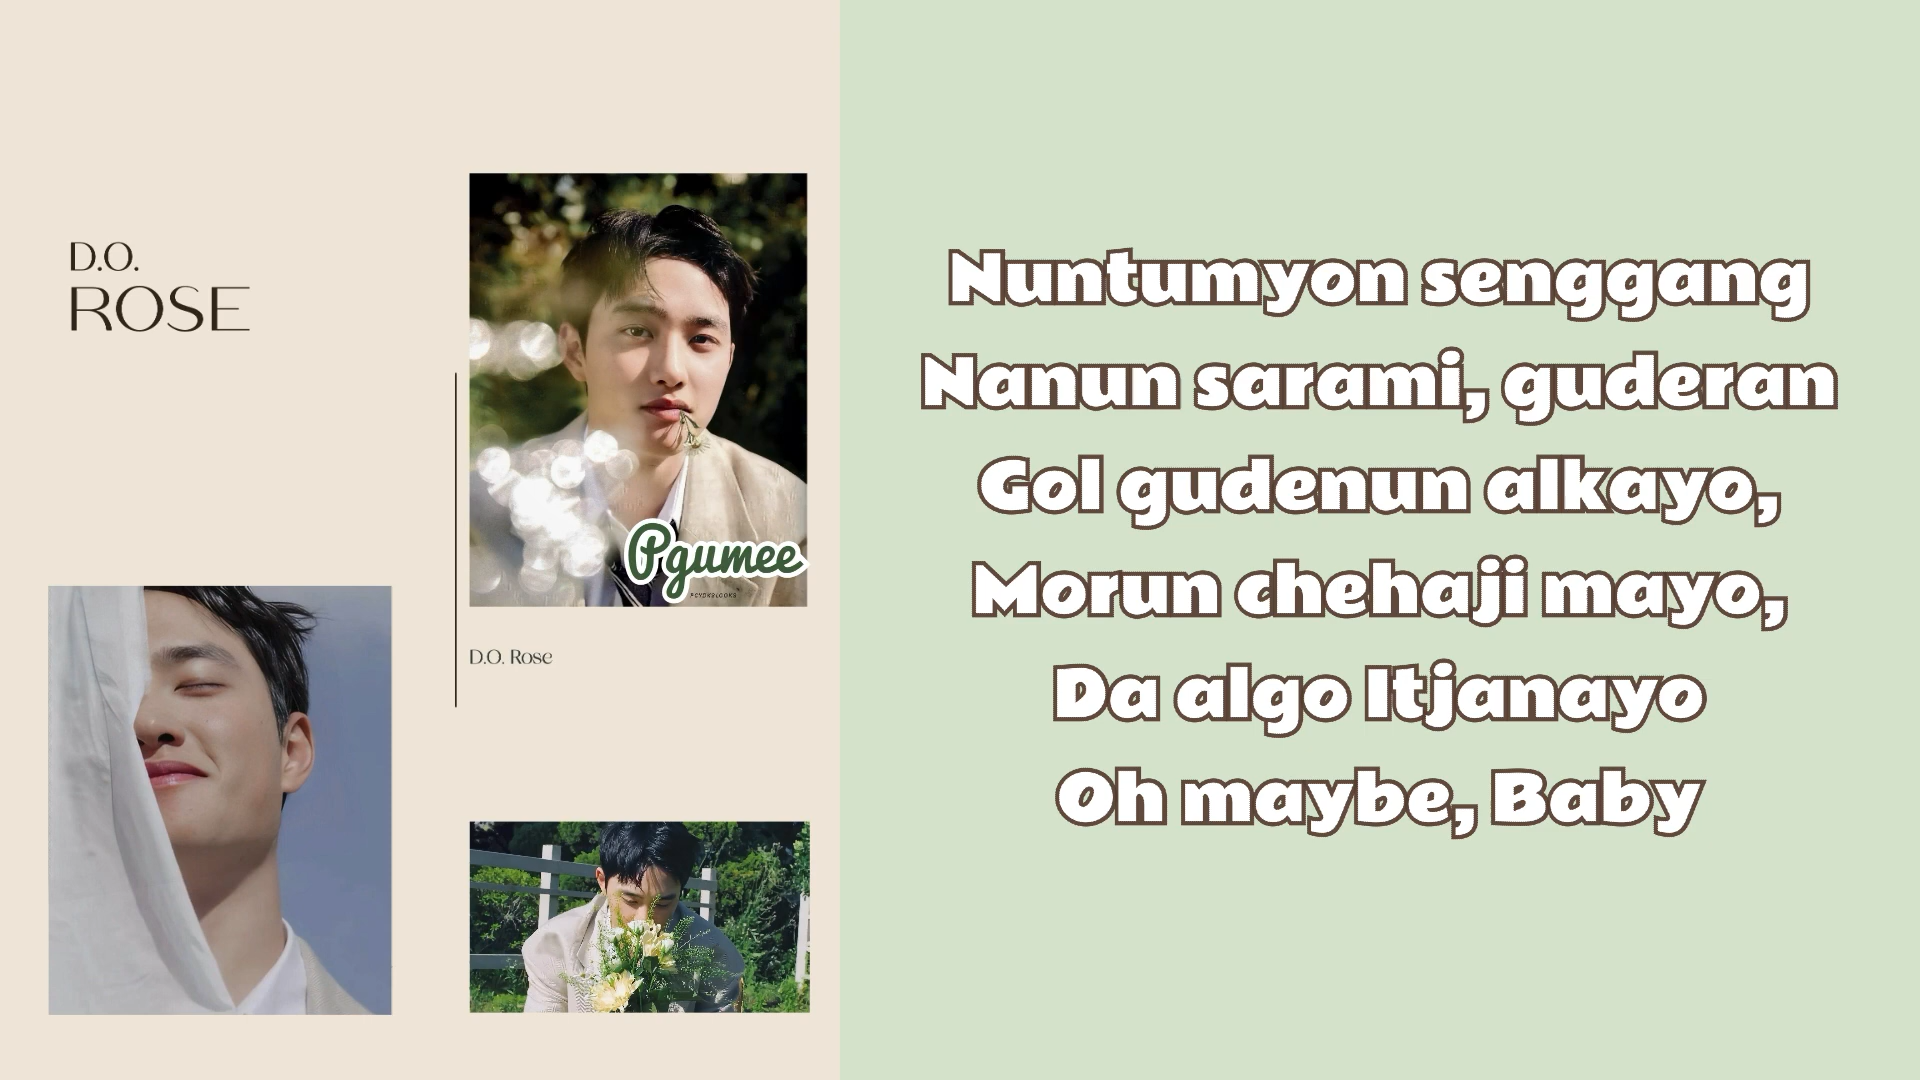 D.O.
ROSE
Pgumee
D.O. Rose
Nuntumyon senggang
Nanun sarami, guderan
Gol gudenun alkayo,
Morun chehaji mayo,
Da algo Itjanayo
Oh maybe, Baby